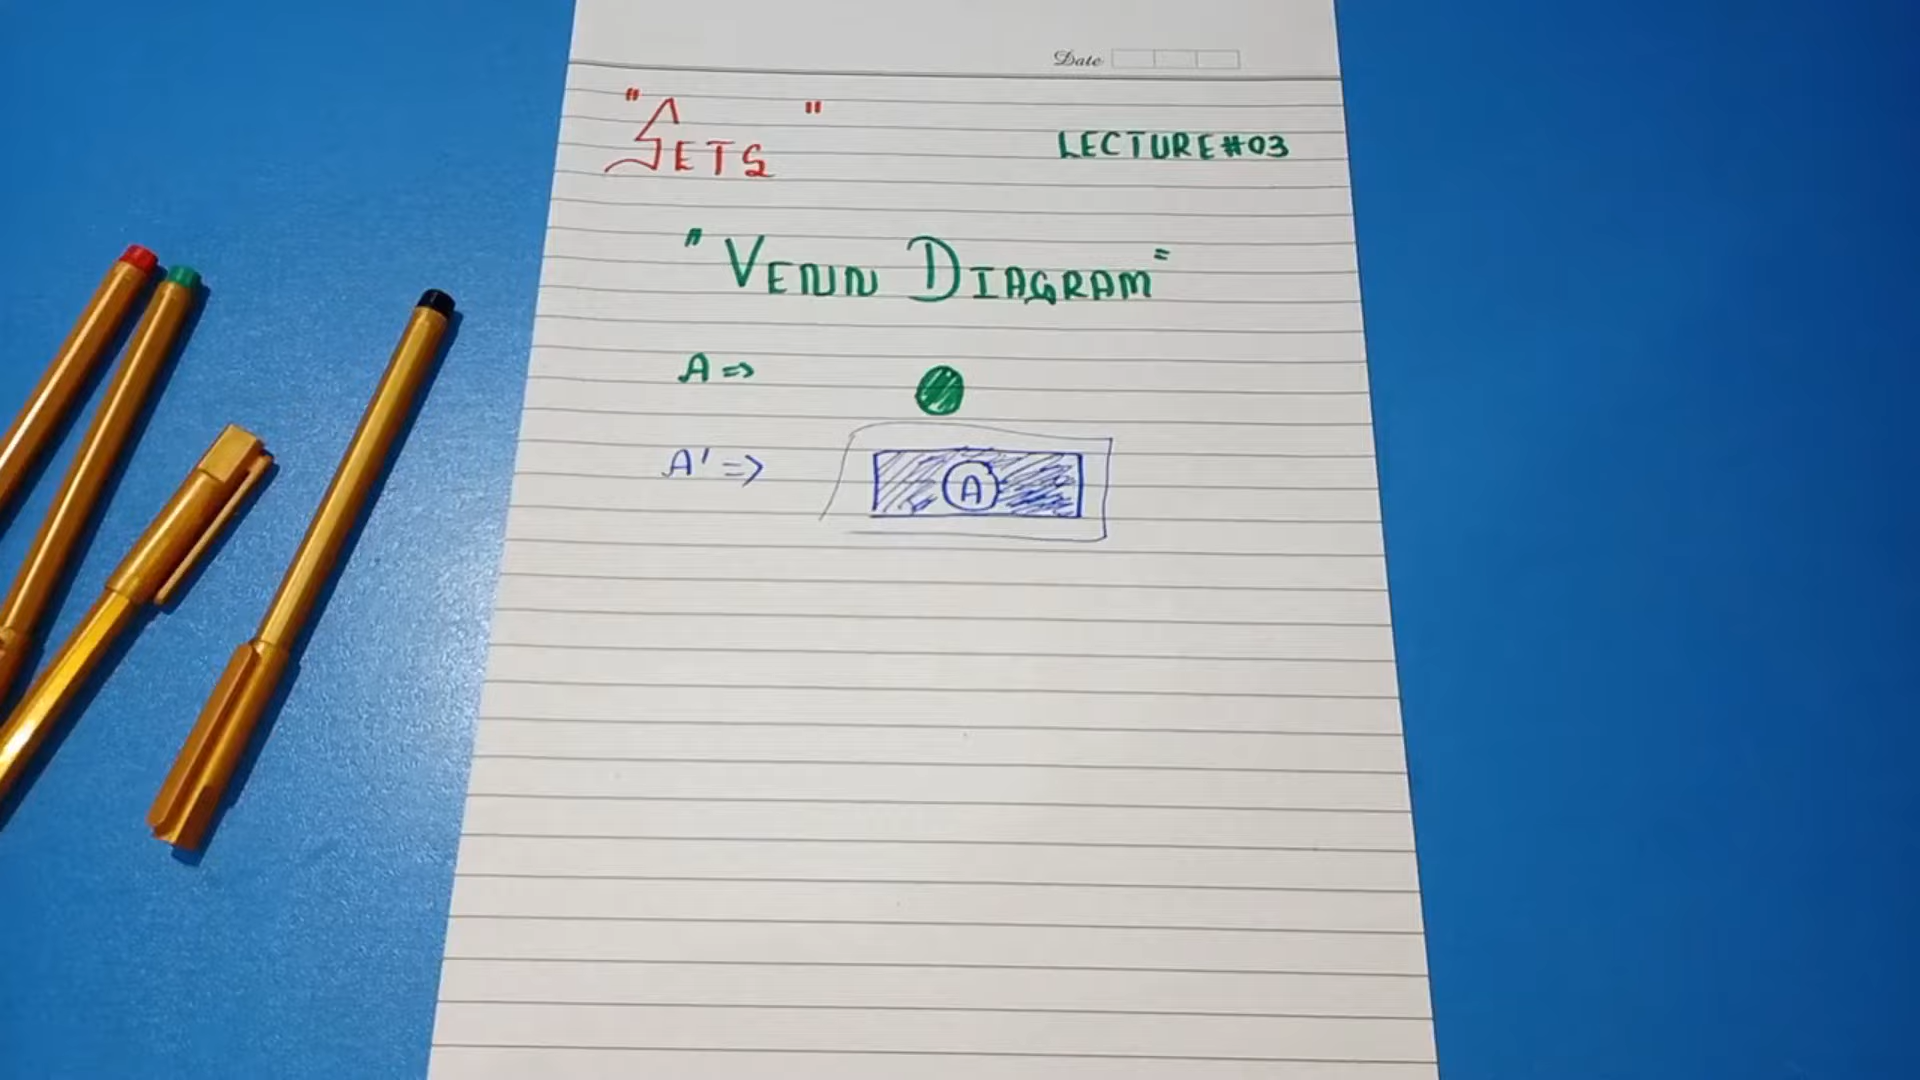 Date
"SETS"
LECTURE#03
"VENN DIAGRAM"
A =>
A' =>
A